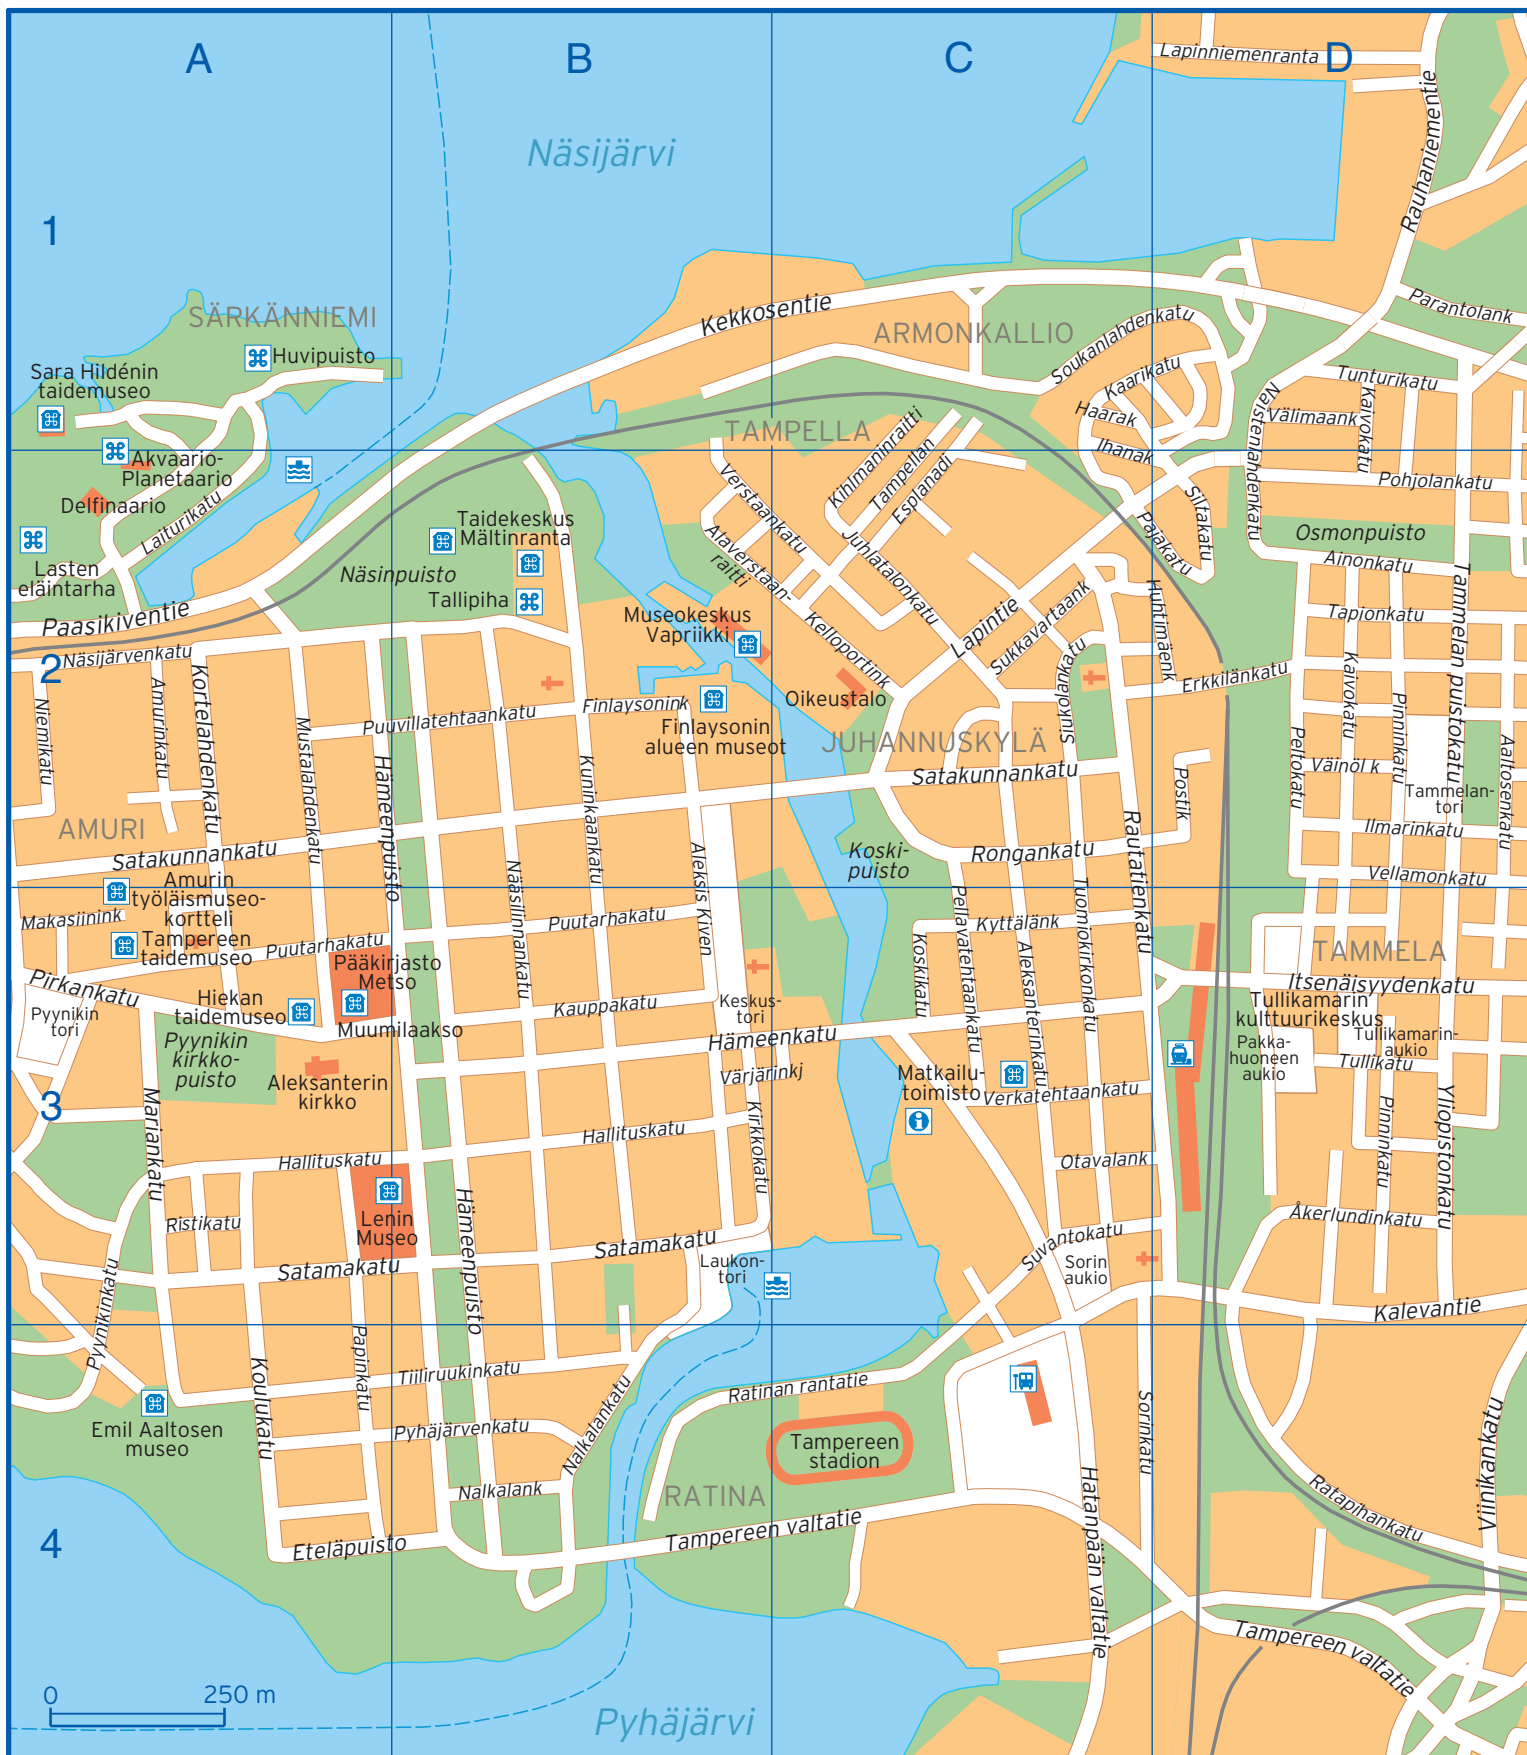 A
B
C
D
1
2
3
4
Lapinniemenranta
Rauhaniementie
Näsijärvi
SÄRKÄNNIEMI
Huvipuisto
Sara Hildénin
taidemuseo
Kekkosentie
ARMONKALLIO
Soukanlahdenkatu
Kaarikatu
Haarak
Ihanak
Parantolank
Tunturikatu
Välimaank
Kaivokatu
Naistenlahdenkatu
Pohjolankatu
TAMPELLA
Akvaario-
Planetaario
Delfinaario
Laiturikatu
Lasten
eläintarha
Paasikiventie
Näsinpuisto
Taidekeskus
Mältinranta
Tallipiha
Verstaankatu
Alaverstaan-
raitti
Kihlmaninraitti
Tampellan
Esplanadi
Juhlatalonkatu
Kelloportink
Lapintie
Sukkavartaank
Pajakatu
Siltakatu
Huhtimäenk
Osmonpuisto
Ainonkatu
Tapionkatu
Tammelan puistokatu
Museokeskus
Vapriikki
Oikeustalo
Finlaysonink
Finlaysonin
alueen museot
JUHANNUSKYLÄ
Erkkilänkatu
Kaivokatu
Pinninkatu
Peltokatu
Väinöl k
Tammelan-
tori
Aaltosenkatu
Ilmarinkatu
Vellamonkatu
Näsijärvenkatu
Niemikatu
Amurinkatu
Kortelahdenkatu
Mustalahdenkatu
Puuvillatehtaankatu
Hämeenpuisto
Kuninkaankatu
AMURI
Satakunnankatu
Satakunnankatu
Postik
Rautatienkatu
Rongankatu
Koski-
puisto
Amurin
työläismuseo-
kortteli
Makasiinink
Tampereen
taidemuseo
Puutarhakatu
Puutarhakatu
Näsilinnankatu
Aleksis Kiven
Pellavatehtaankatu
Kyttälänk
Koskikatu
Aleksanterinkatu
Tuomiokirkonkatu
TAMMELA
Itsenäisyydenkatu
Tullikamarin
kulttuurikeskus
Tullikamarin-
aukio
Pakka-
huoneen
aukio
Tullikatu
Pirkankatu
Pyynikin
tori
Hiekan
taidemuseo
Pääkirjasto
Metso
Muumilaakso
Pyynikin
kirkko-
puisto
Aleksanterin
kirkko
Kauppakatu
Keskus-
tori
Hämeenkatu
Värjärinkj
Kirkkokatu
Matkailu-
toimisto
Verkatehtaankatu
Mariankatu
Hallituskatu
Hallituskatu
Otavalank
Pinninkatu
Yliopistonkatu
Åkerlundinkatu
Ristikatu
Lenin
Museo
Satamakatu
Satamakatu
Hämeenpuisto
Laukon-
tori
Suvantokatu
Sorin
aukio
Kalevantie
Pyynikinkatu
Koulukatu
Papinkatu
Tiiliruukinkatu
Pyhäjärvenkatu
Nalkalankatu
Nalkalank
Ratinan rantatie
Tampereen
stadion
Sorinkatu
Emil Aaltosen
museo
RATINA
Eteläpuisto
Tampereen valtatie
Hatanpään valtatie
Ratapihankatu
Viinikankatu
Tampereen valtatie
Pyhäjärvi
0
250 m